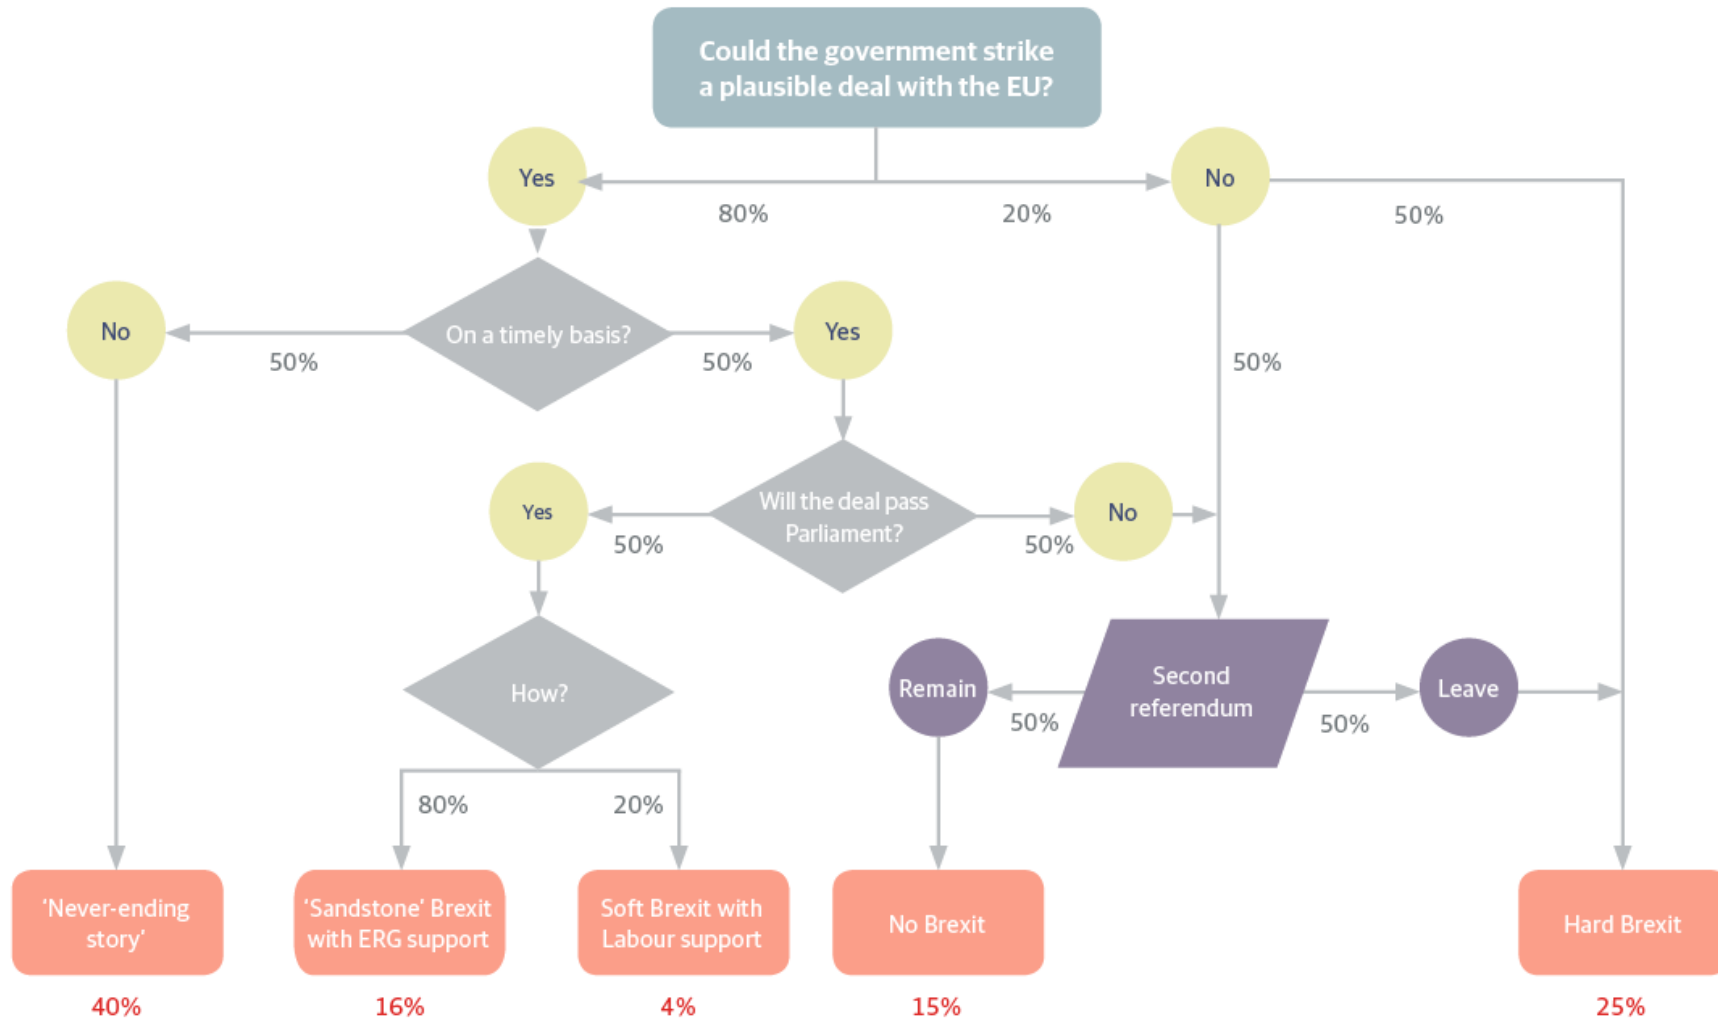 Could the government strike
a plausible deal with the EU?
Yes
No
80%
20%
50%
No
On a timely basis?
Yes
50%
50%
50%
Yes
Will the deal pass
Parliament?
No
50%
50%
How?
Remain
Second
referendum
Leave
50%
50%
80%
20%
'Never-ending
story'
‘Sandstone’ Brexit
with ERG support
Soft Brexit with
Labour support
No Brexit
Hard Brexit
40%
16%
4%
15%
25%